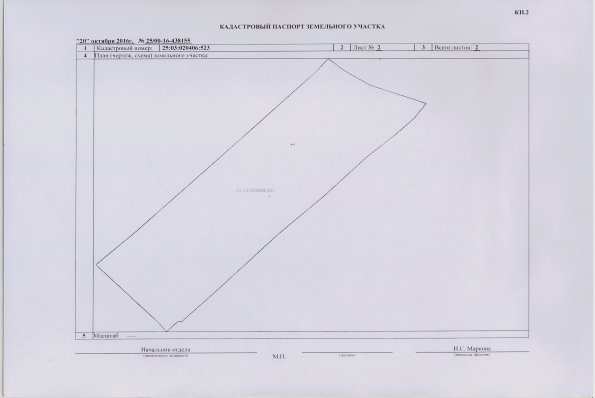 КП.2
КАДАСТРОВЫЙ ПАСПОРТ ЗЕМЕЛЬНОГО УЧАСТКА
"20" октября 2016г. № 25/00-16-438155
1 Кадастровый номер: 25:03:020406:523 2 Лист № 2 3 Всего листов: 2
4 План (чертеж, схема) земельного участка:
5 Масштаб
Начальник отдела Н.С. Маркова
М.П.